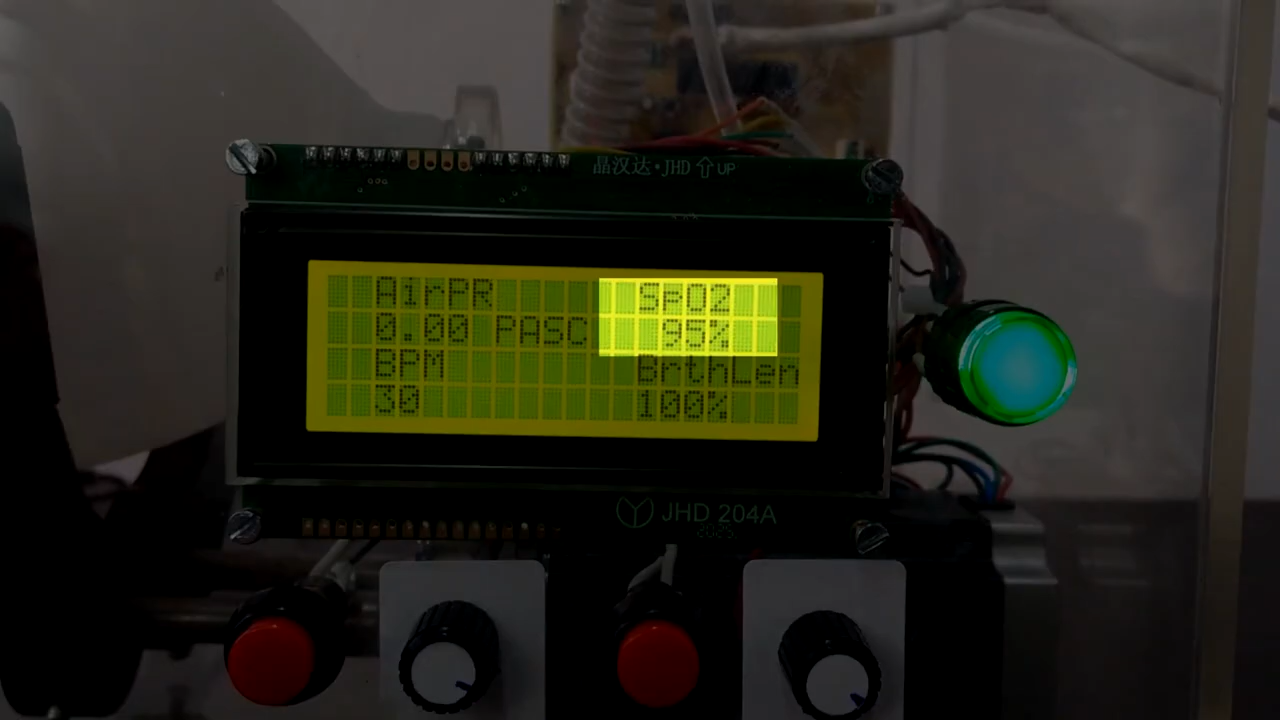 晶汉达·JHD ⇧UP
AirPR SpO2
0.00 PASC 95%
BPM BrthLen
30 100%
JHD 204A